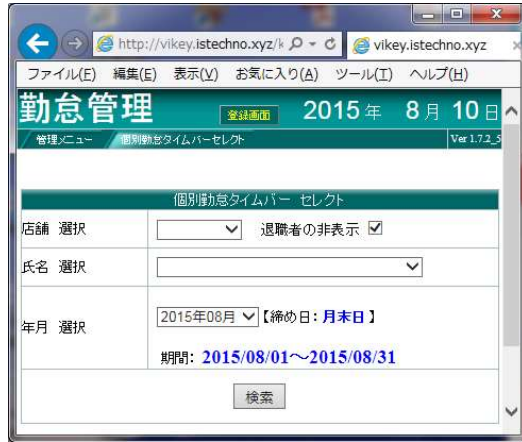 http://vikey.istechno.xyz/k
vikey.istechno.xyz
ファイル(F) 編集(E) 表示(V) お気に入り(A) ツール(T) ヘルプ(H)
勤怠管理 登録画面 2015年 8月 10日
管理メニュー 個別勤怠タイムバーセレクト Ver 1.7.2_5
個別勤怠タイムバー セレクト
店舗 選択 退職者の非表示
氏名 選択
年月 選択 2015年08月 【締め日：月末日】
期間： 2015/08/01～2015/08/31
検索